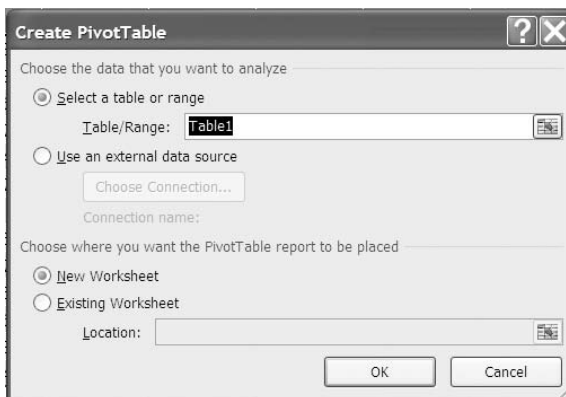 Create PivotTable
Choose the data that you want to analyze
Select a table or range
Table/Range: Table1
Use an external data source
Choose Connection...
Connection name:
Choose where you want the PivotTable report to be placed
New Worksheet
Existing Worksheet
Location:
OK Cancel